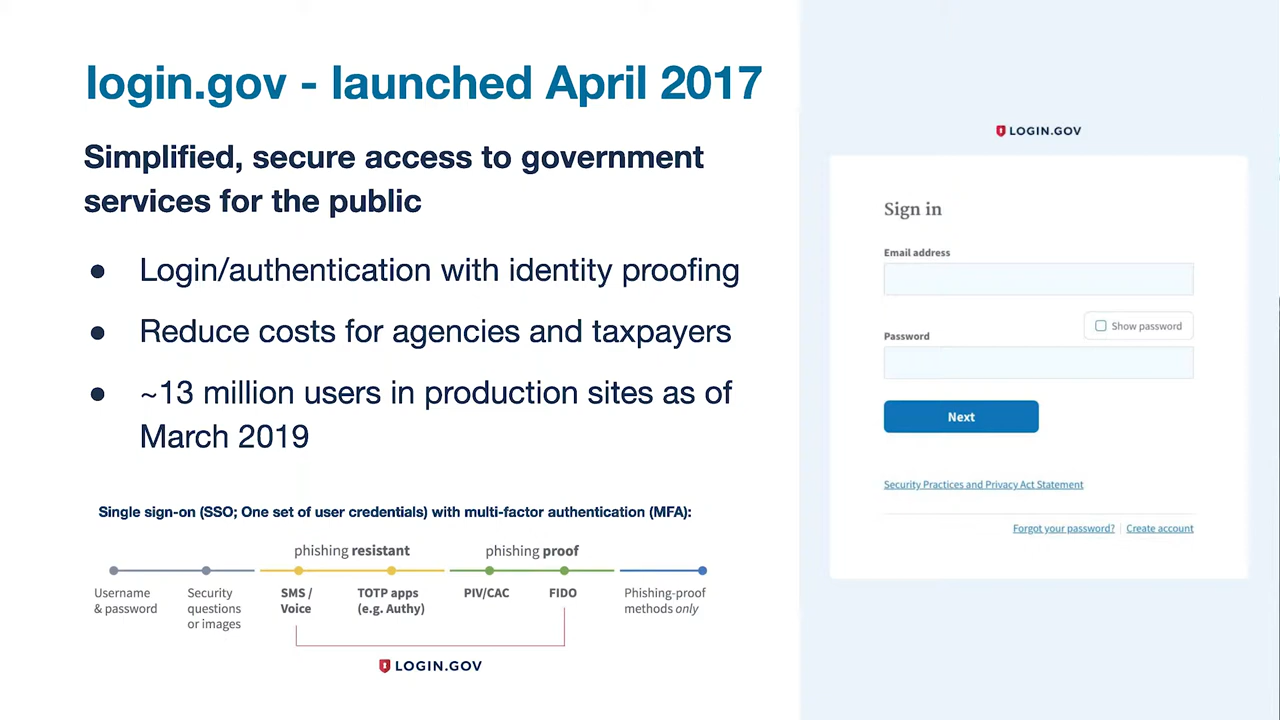 login.gov - launched April 2017
Simplified, secure access to government
services for the public
● Login/authentication with identity proofing
● Reduce costs for agencies and taxpayers
● ~13 million users in production sites as of
March 2019
Single sign-on (SSO; One set of user credentials) with multi-factor authentication (MFA):
phishing resistant
phishing proof
Username
& password
Security
questions
or images
SMS /
Voice
TOTP apps
(e.g. Authy)
PIV/CAC
FIDO
Phishing-proof
methods only
LOGIN.GOV
LOGIN.GOV
Sign in
Email address
Show password
Password
Next
Security Practices and Privacy Act Statement
Forgot your password? Create account